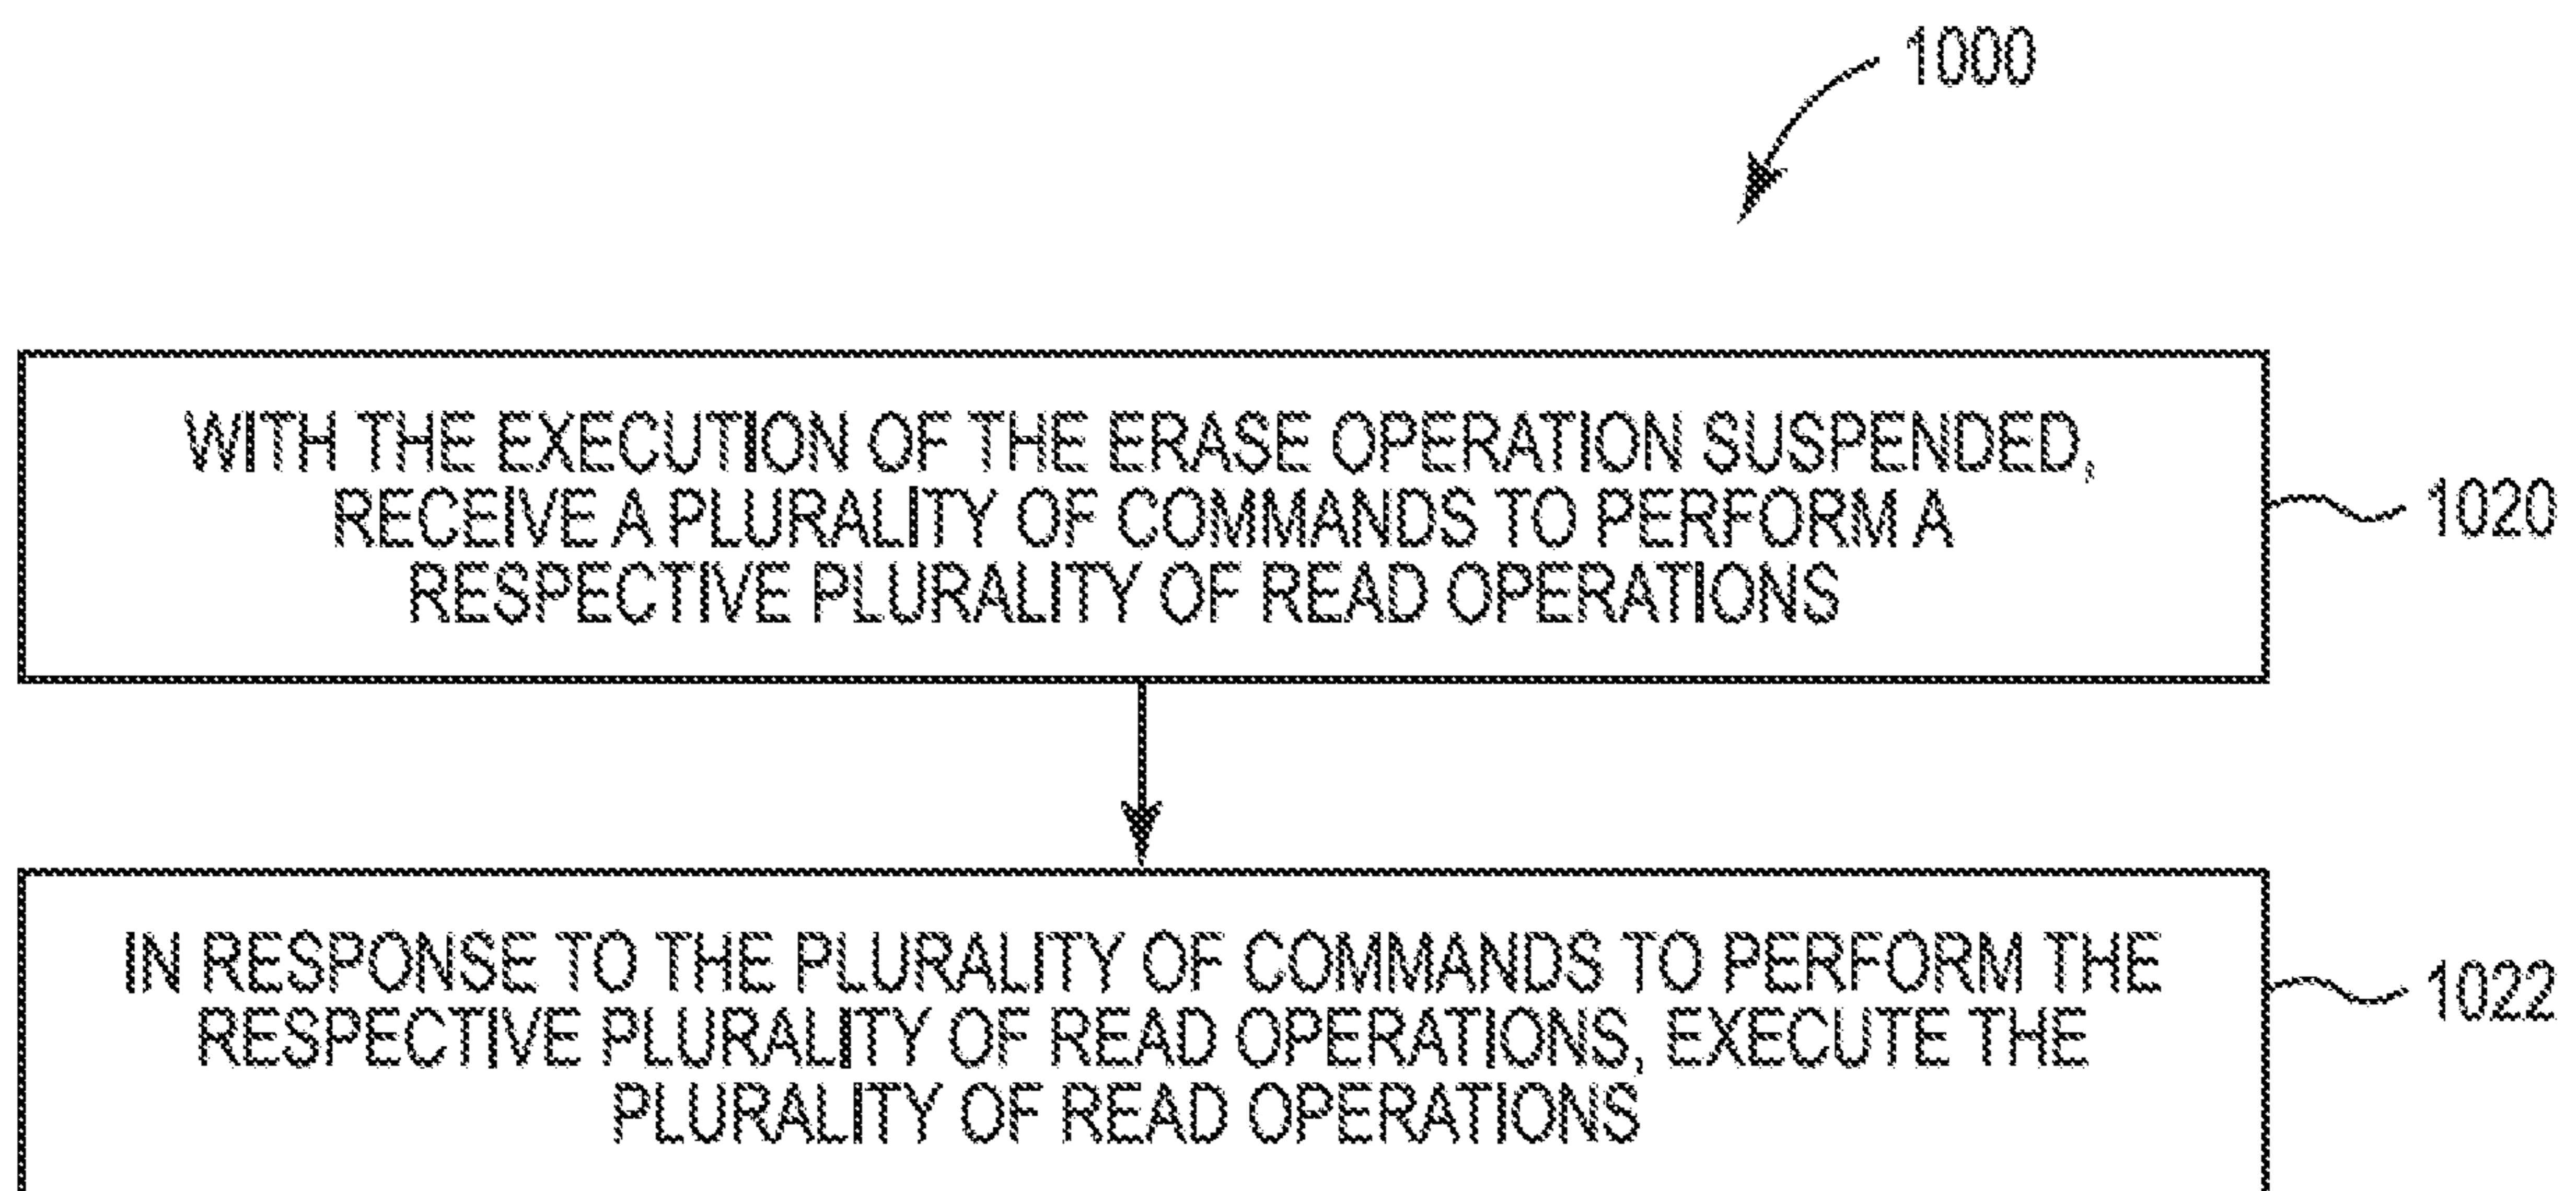 1000
WITH THE EXECUTION OF THE ERASE OPERATION SUSPENDED,
RECEIVE A PLURALITY OF COMMANDS TO PERFORM A
RESPECTIVE PLURALITY OF READ OPERATIONS
1020
IN RESPONSE TO THE PLURALITY OF COMMANDS TO PERFORM THE
RESPECTIVE PLURALITY OF READ OPERATIONS, EXECUTE THE
PLURALITY OF READ OPERATIONS
1022